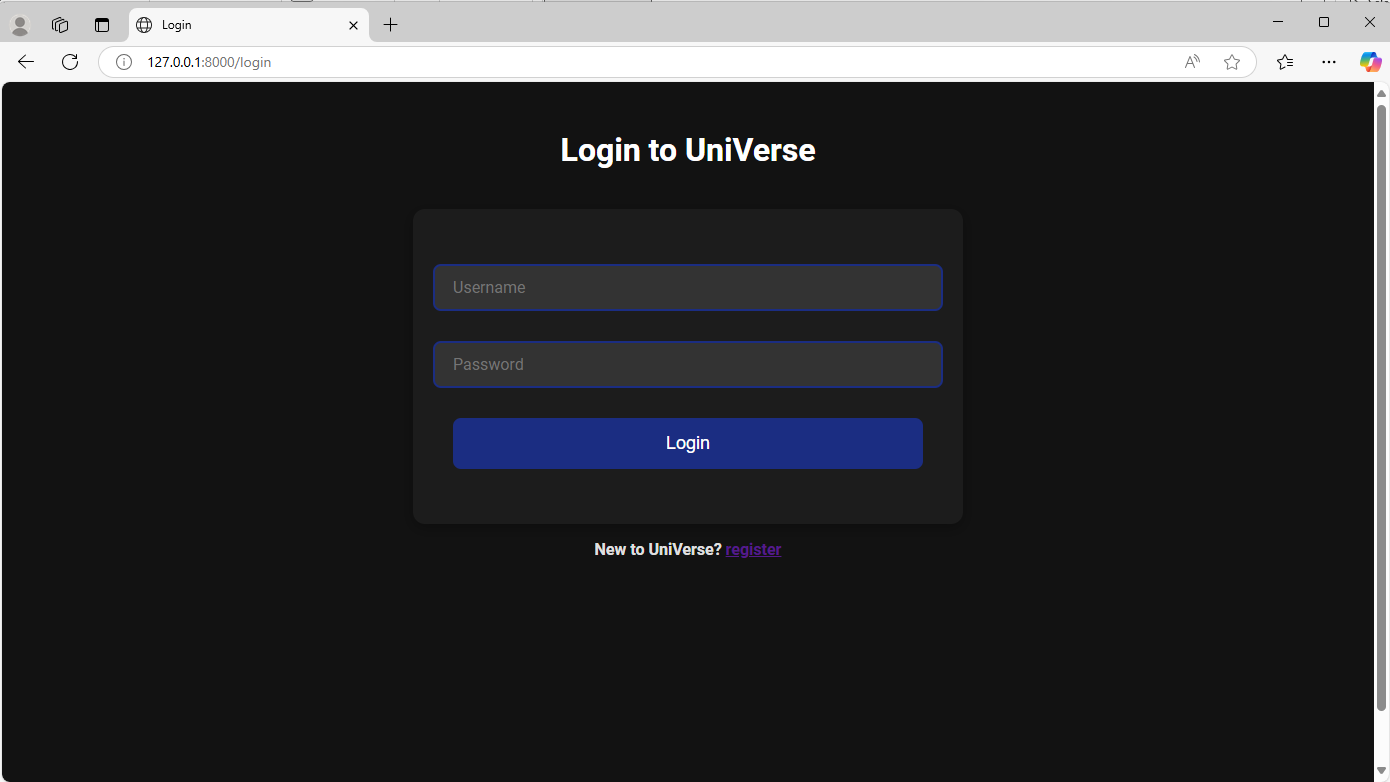 Login
127.0.0.1:8000/login
Login to UniVerse
Username
Password
Login
New to UniVerse? register